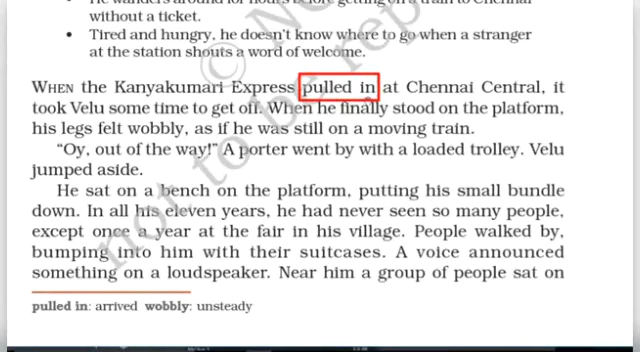 He wanders around for hours before getting on a train to Chennai
without a ticket.
• Tired and hungry, he doesn't know where to go when a stranger
at the station shouts a word of welcome.
WHEN the Kanyakumari Express pulled in at Chennai Central, it
took Velu some time to get off. When he finally stood on the platform,
his legs felt wobbly, as if he was still on a moving train.
“Oy, out of the way!” A porter went by with a loaded trolley. Velu
jumped aside.
He sat on a bench on the platform, putting his small bundle
down. In all his eleven years, he had never seen so many people,
except once a year at the fair in his village. People walked by,
bumping into him with their suitcases. A voice announced
something on a loudspeaker. Near him a group of people sat on
pulled in: arrived wobbly: unsteady
not to be rep